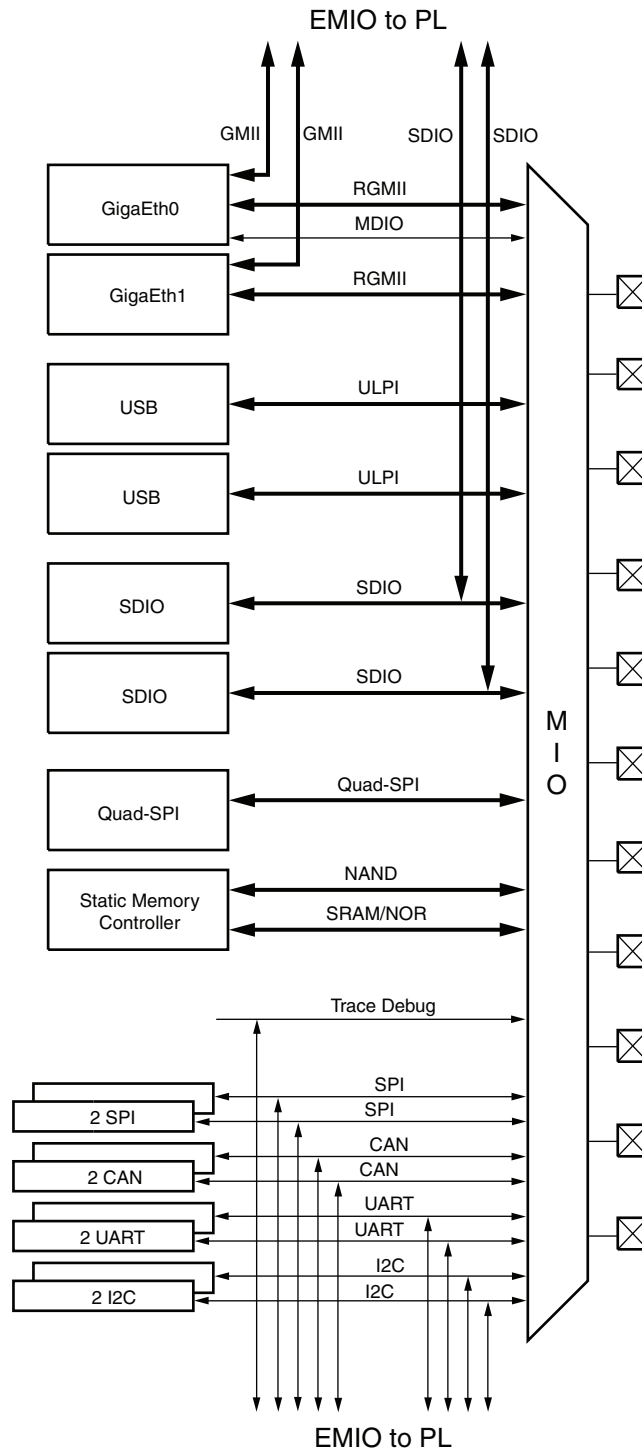 EMIO to PL
GMII
GMII
SDIO
SDIO
GigaEth0
RGMII
MDIO
GigaEth1
RGMII
USB
ULPI
USB
ULPI
SDIO
SDIO
SDIO
SDIO
M
I
O
Quad-SPI
Quad-SPI
Static Memory
Controller
NAND
SRAM/NOR
Trace Debug
SPI
2 SPI
SPI
CAN
2 CAN
CAN
UART
2 UART
UART
I2C
2 I2C
I2C
EMIO to PL